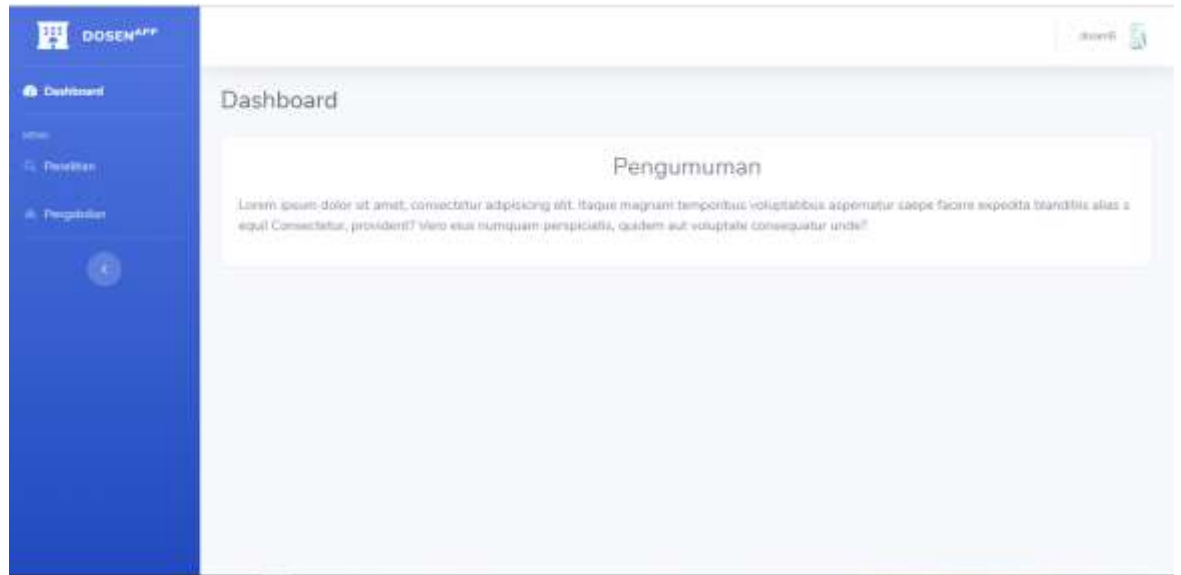 DOSENAPP
Dashboard
MENU
Penelitian
Pengabdian
Dashboard
Pengumuman
Lorem ipsum dolor sit amet, consectetur adipisicing elit. Itaque magnam temporibus voluptatibus aspernatur saepe facere expedita blanditiis alias a
equi! Consectetur, provident? Vero eius numquam perspiciatis, quidem aut voluptate consequatur unde?